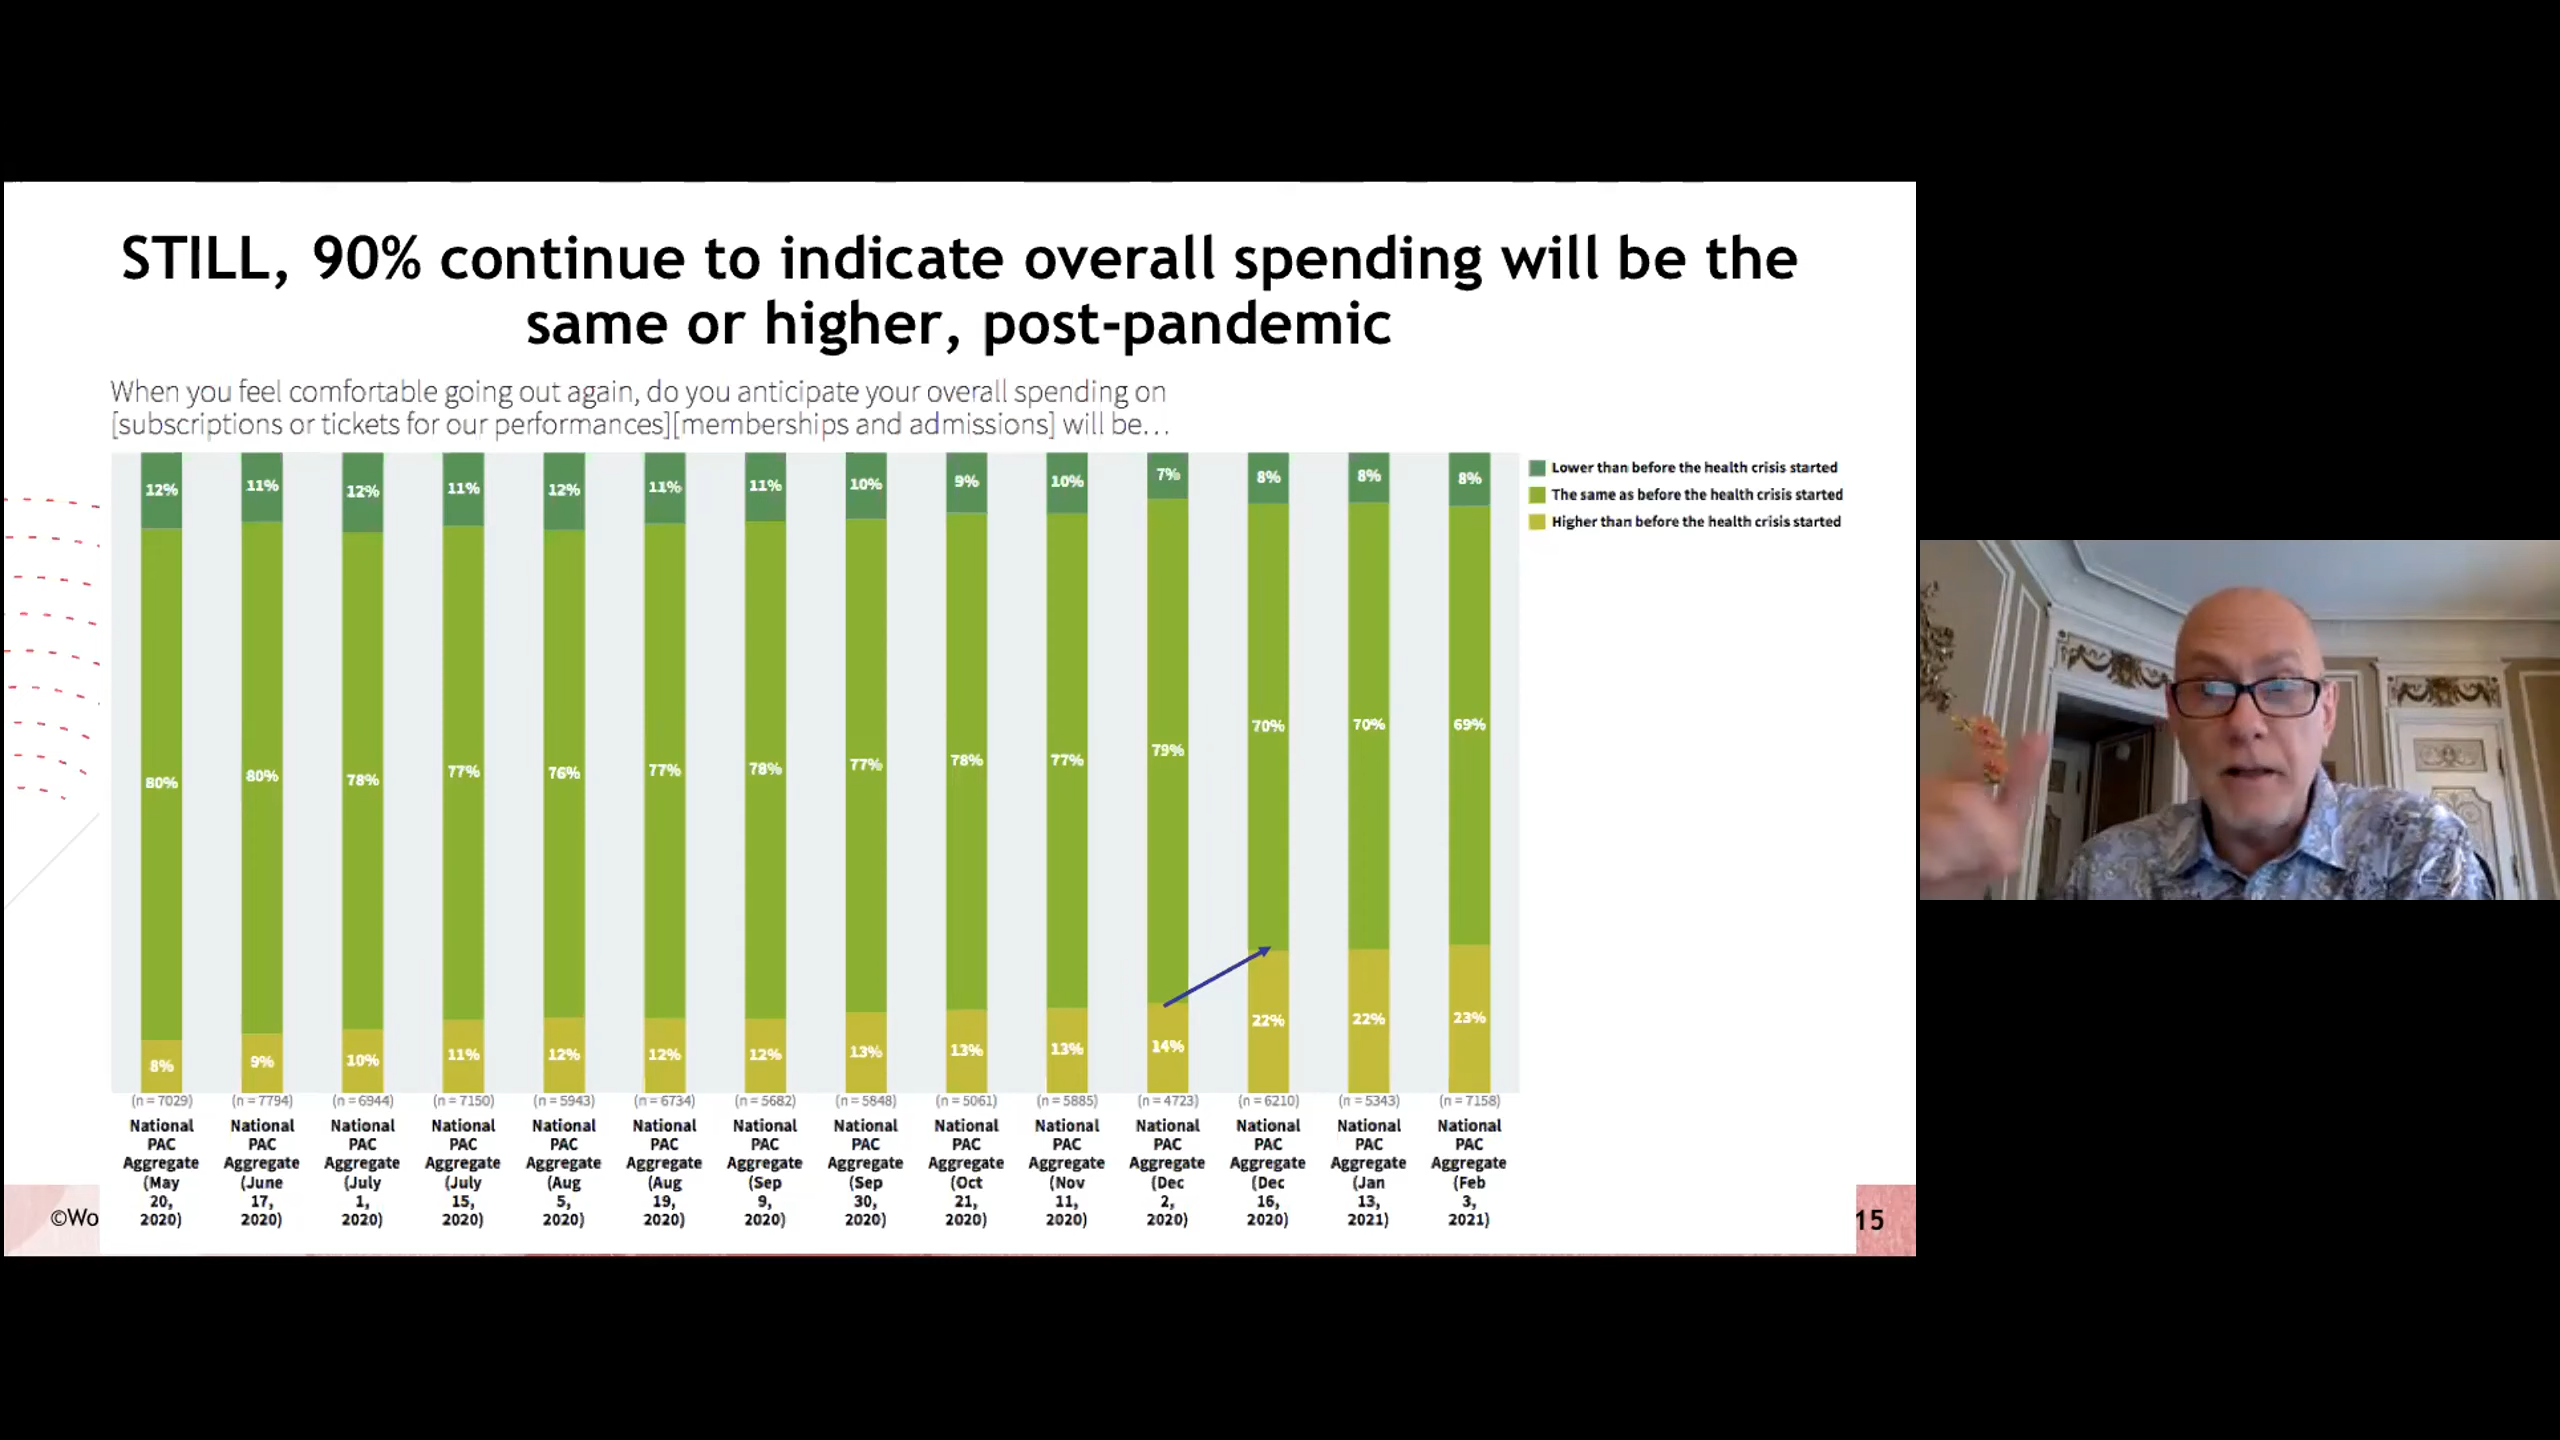 STILL, 90% continue to indicate overall spending will be the
same or higher, post-pandemic
When you feel comfortable going out again, do you anticipate your overall spending on
[subscriptions or tickets for our performances][memberships and admissions] will be...
Lower than before the health crisis started
The same as before the health crisis started
Higher than before the health crisis started
12% 11% 12% 11% 12% 11% 11% 10% 9% 10% 7% 8% 8% 8%
80% 80% 78% 77% 76% 77% 78% 77% 78% 77% 79% 70% 70% 69%
8% 9% 10% 11% 12% 12% 12% 13% 13% 13% 14% 22% 22% 23%
(n = 7029) (n = 7794) (n = 6944) (n = 7150) (n = 5943) (n = 6734) (n = 5682) (n = 5848) (n = 5061) (n = 5885) (n = 4723) (n = 6210) (n = 5343) (n = 7158)
National National National National National National National National National National National National National National
PAC PAC PAC PAC PAC PAC PAC PAC PAC PAC PAC PAC PAC PAC
Aggregate Aggregate Aggregate Aggregate Aggregate Aggregate Aggregate Aggregate Aggregate Aggregate Aggregate Aggregate Aggregate Aggregate
(May (June (July (July (Aug (Aug (Sep (Sep (Oct (Nov (Dec (Dec (Jan (Feb
20, 17, 1, 15, 5, 19, 9, 30, 21, 11, 2, 16, 13, 3,
2020) 2020) 2020) 2020) 2020) 2020) 2020) 2020) 2020) 2020) 2020) 2020) 2021) 2021)
©Wo
15